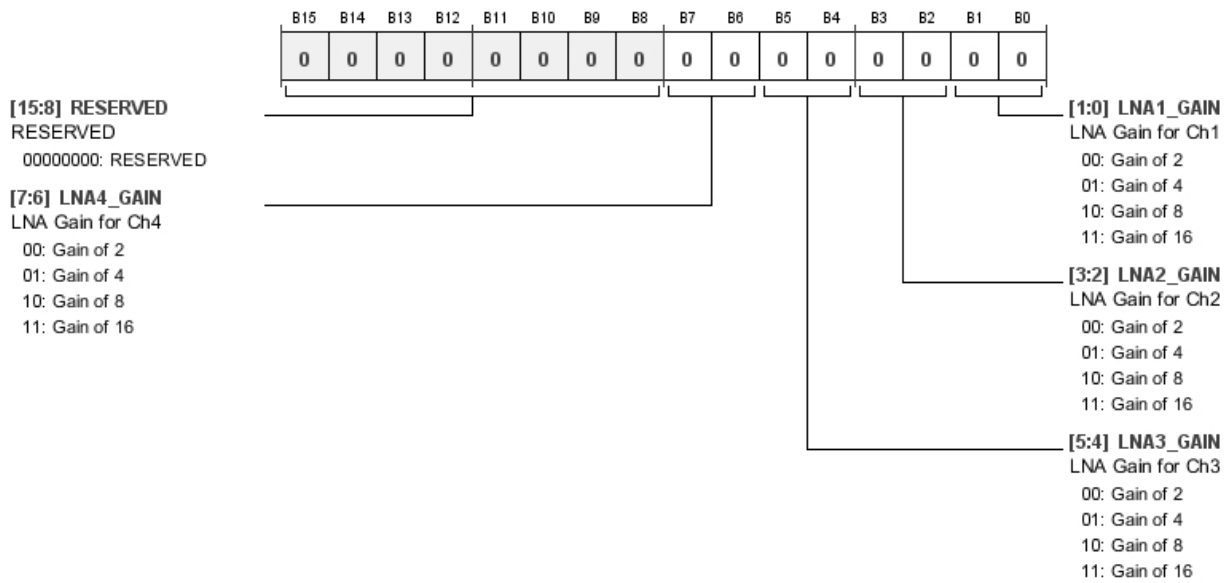 B15 B14 B13 B12 B11 B10 B9 B8 B7 B6 B5 B4 B3 B2 B1 B0
0 0 0 0 0 0 0 0 0 0 0 0 0 0 0 0
[15:8] RESERVED
RESERVED
00000000: RESERVED
[7:6] LNA4_GAIN
LNA Gain for Ch4
00: Gain of 2
01: Gain of 4
10: Gain of 8
11: Gain of 16
[1:0] LNA1_GAIN
LNA Gain for Ch1
00: Gain of 2
01: Gain of 4
10: Gain of 8
11: Gain of 16
[3:2] LNA2_GAIN
LNA Gain for Ch2
00: Gain of 2
01: Gain of 4
10: Gain of 8
11: Gain of 16
[5:4] LNA3_GAIN
LNA Gain for Ch3
00: Gain of 2
01: Gain of 4
10: Gain of 8
11: Gain of 16